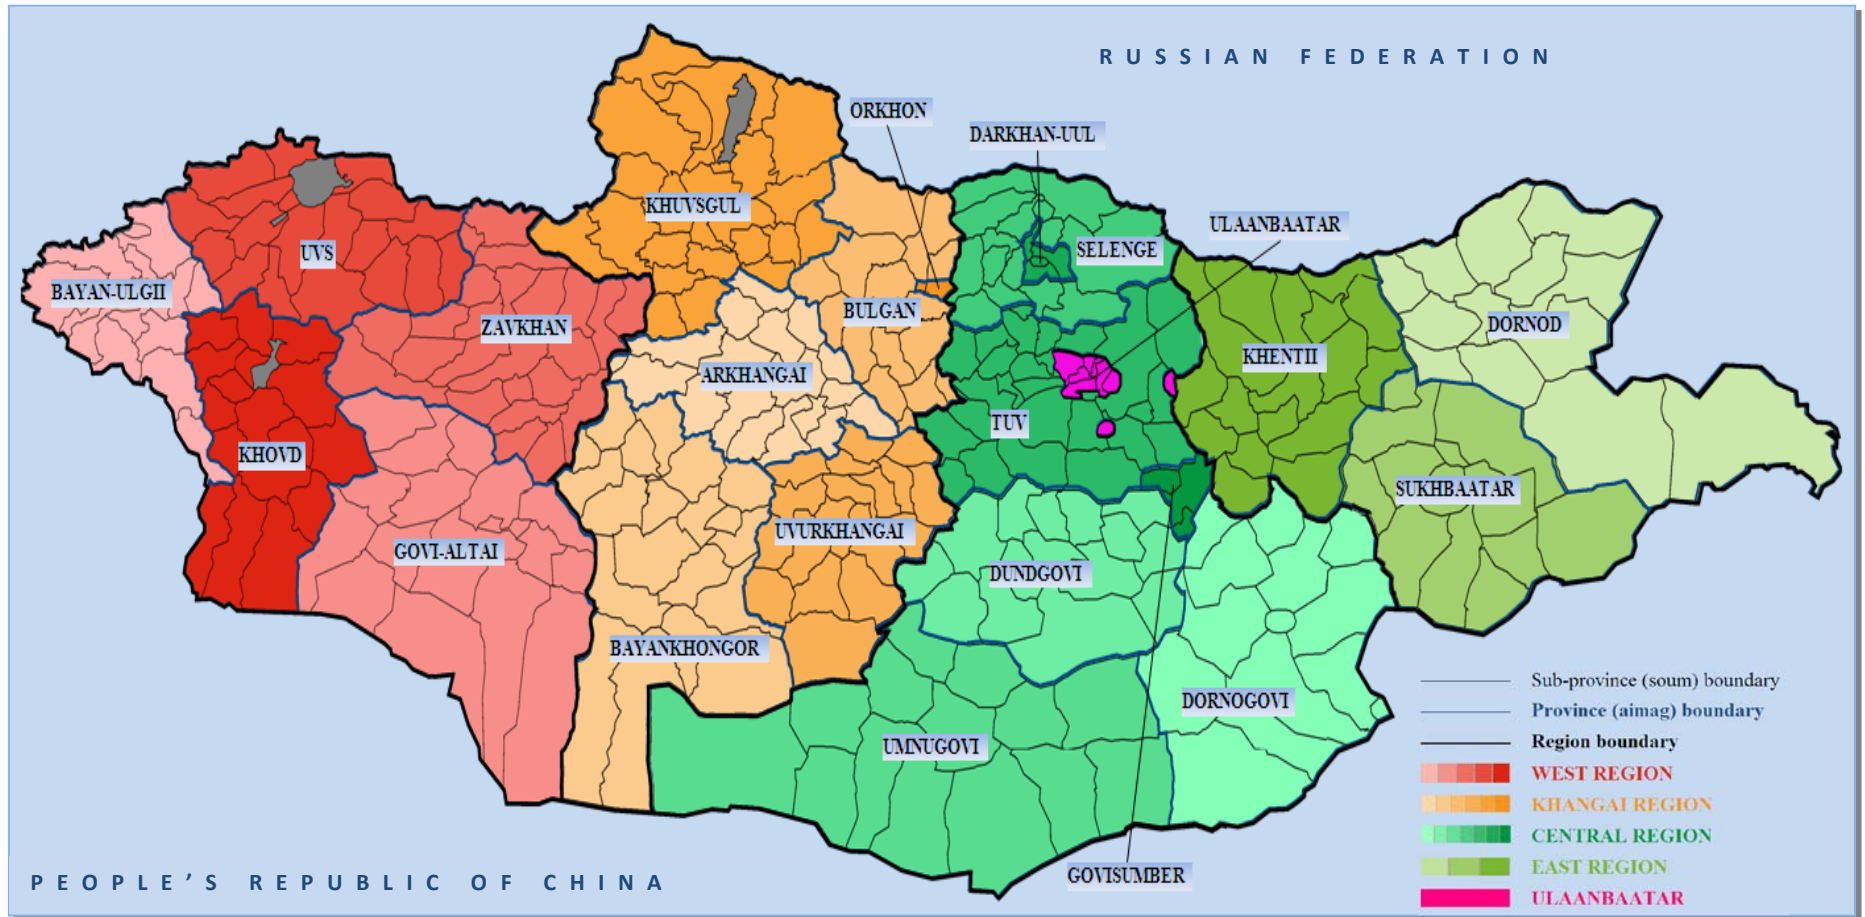 RUSSIAN FEDERATION
ORKHON
DARKHAN-UUL
KHUVSGUL
ULAANBAATAR
UVS
SELENGE
BAYAN-ULGII
BULGAN
ZAVKHAN
DORNOD
KHENTII
ARKHANGAI
TUV
KHOVD
SUKHBAATAR
UVURKHANGAI
GOVI-ALTAI
DUNDGOVI
BAYANKHONGOR
DORNOGOVI
UMNUGOVI
GOVISUMBER
PEOPLE’S REPUBLIC OF CHINA
Sub-province (soum) boundary
Province (aimag) boundary
Region boundary
WEST REGION
KHANGAI REGION
CENTRAL REGION
EAST REGION
ULAANBAATAR